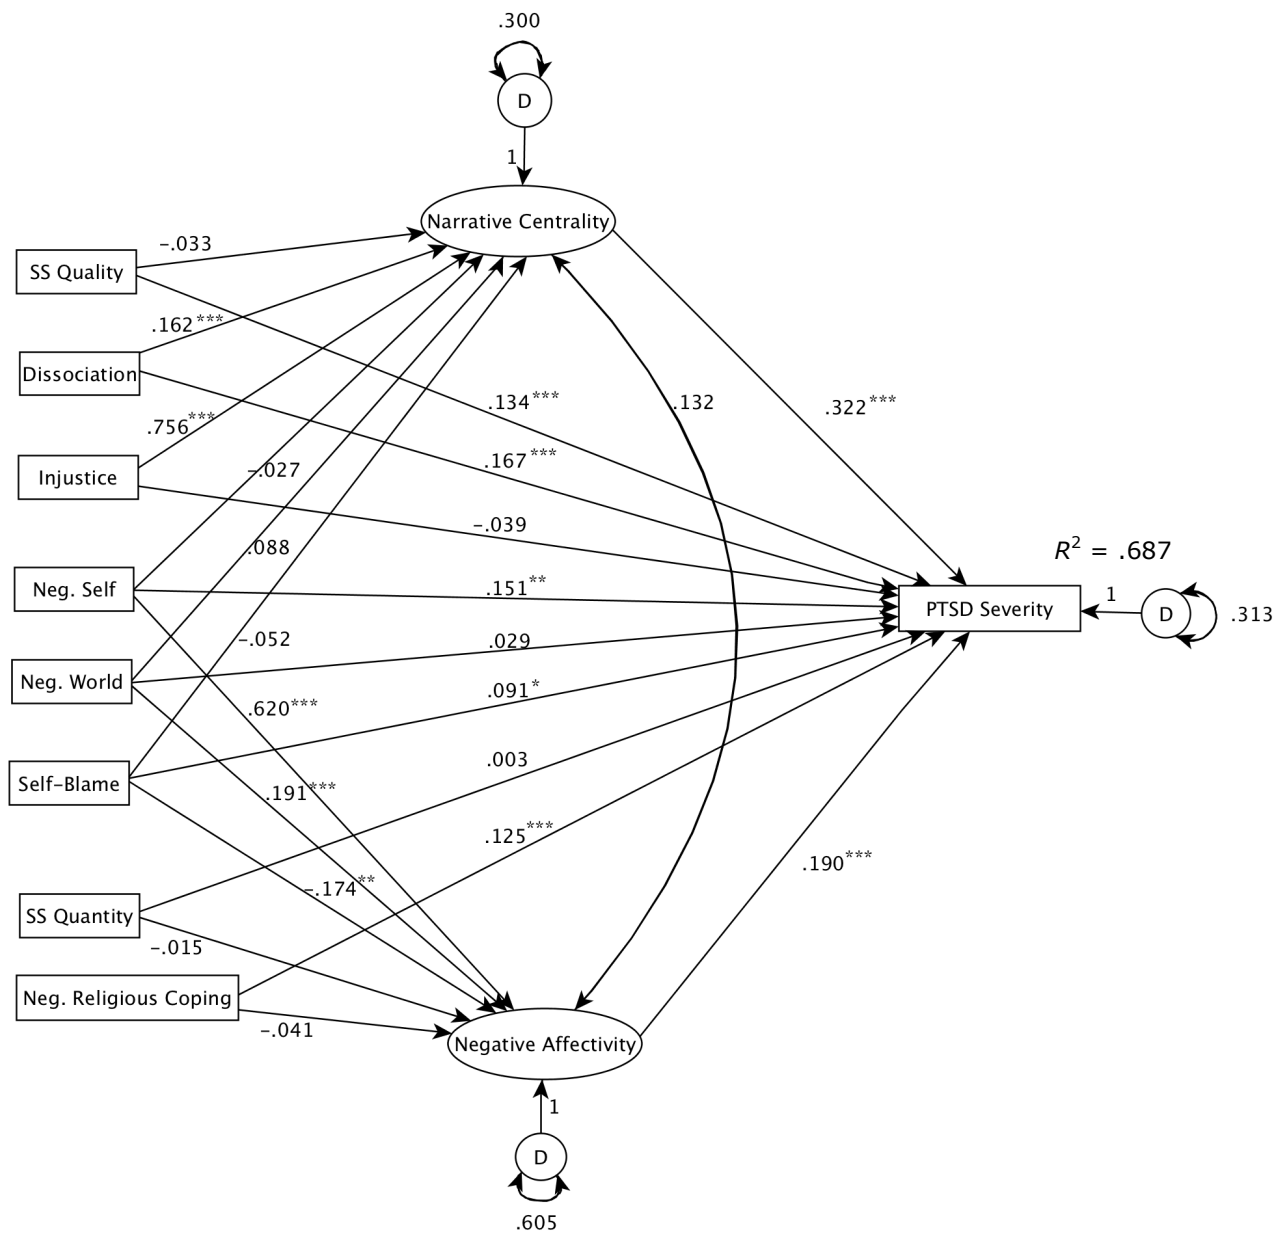 .300
D
1
Narrative Centrality
-.033
SS Quality
.162***
Dissociation
.134***
.132
.322***
.756***
.167***
Injustice
-.027
-.039
.088
R² = .687
Neg. Self
.151**
PTSD Severity
1
D
.313
-.052
.029
Neg. World
.091*
.620***
Self-Blame
.003
.191***
.125***
.190***
-.174**
SS Quantity
-.015
Neg. Religious Coping
-.041
Negative Affectivity
1
D
.605